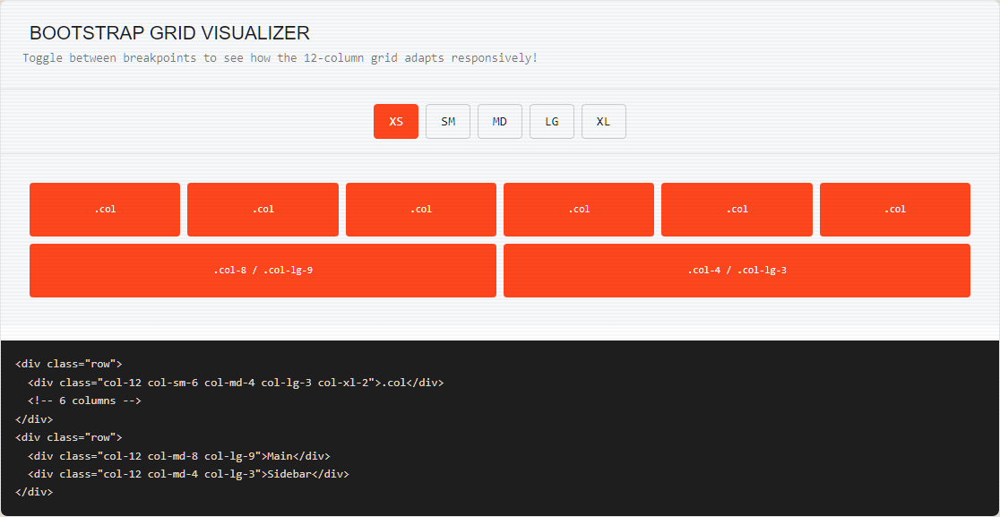 BOOTSTRAP GRID VISUALIZER
Toggle between breakpoints to see how the 12-column grid adapts responsively!
XS SM MD LG XL
.col .col .col .col .col .col
.col-8 / .col-lg-9 .col-4 / .col-lg-3
<div class="row">
  <div class="col-12 col-sm-6 col-md-4 col-lg-3 col-xl-2">.col</div>
  <!-- 6 columns -->
</div>
<div class="row">
  <div class="col-12 col-md-8 col-lg-9">Main</div>
  <div class="col-12 col-md-4 col-lg-3">Sidebar</div>
</div>